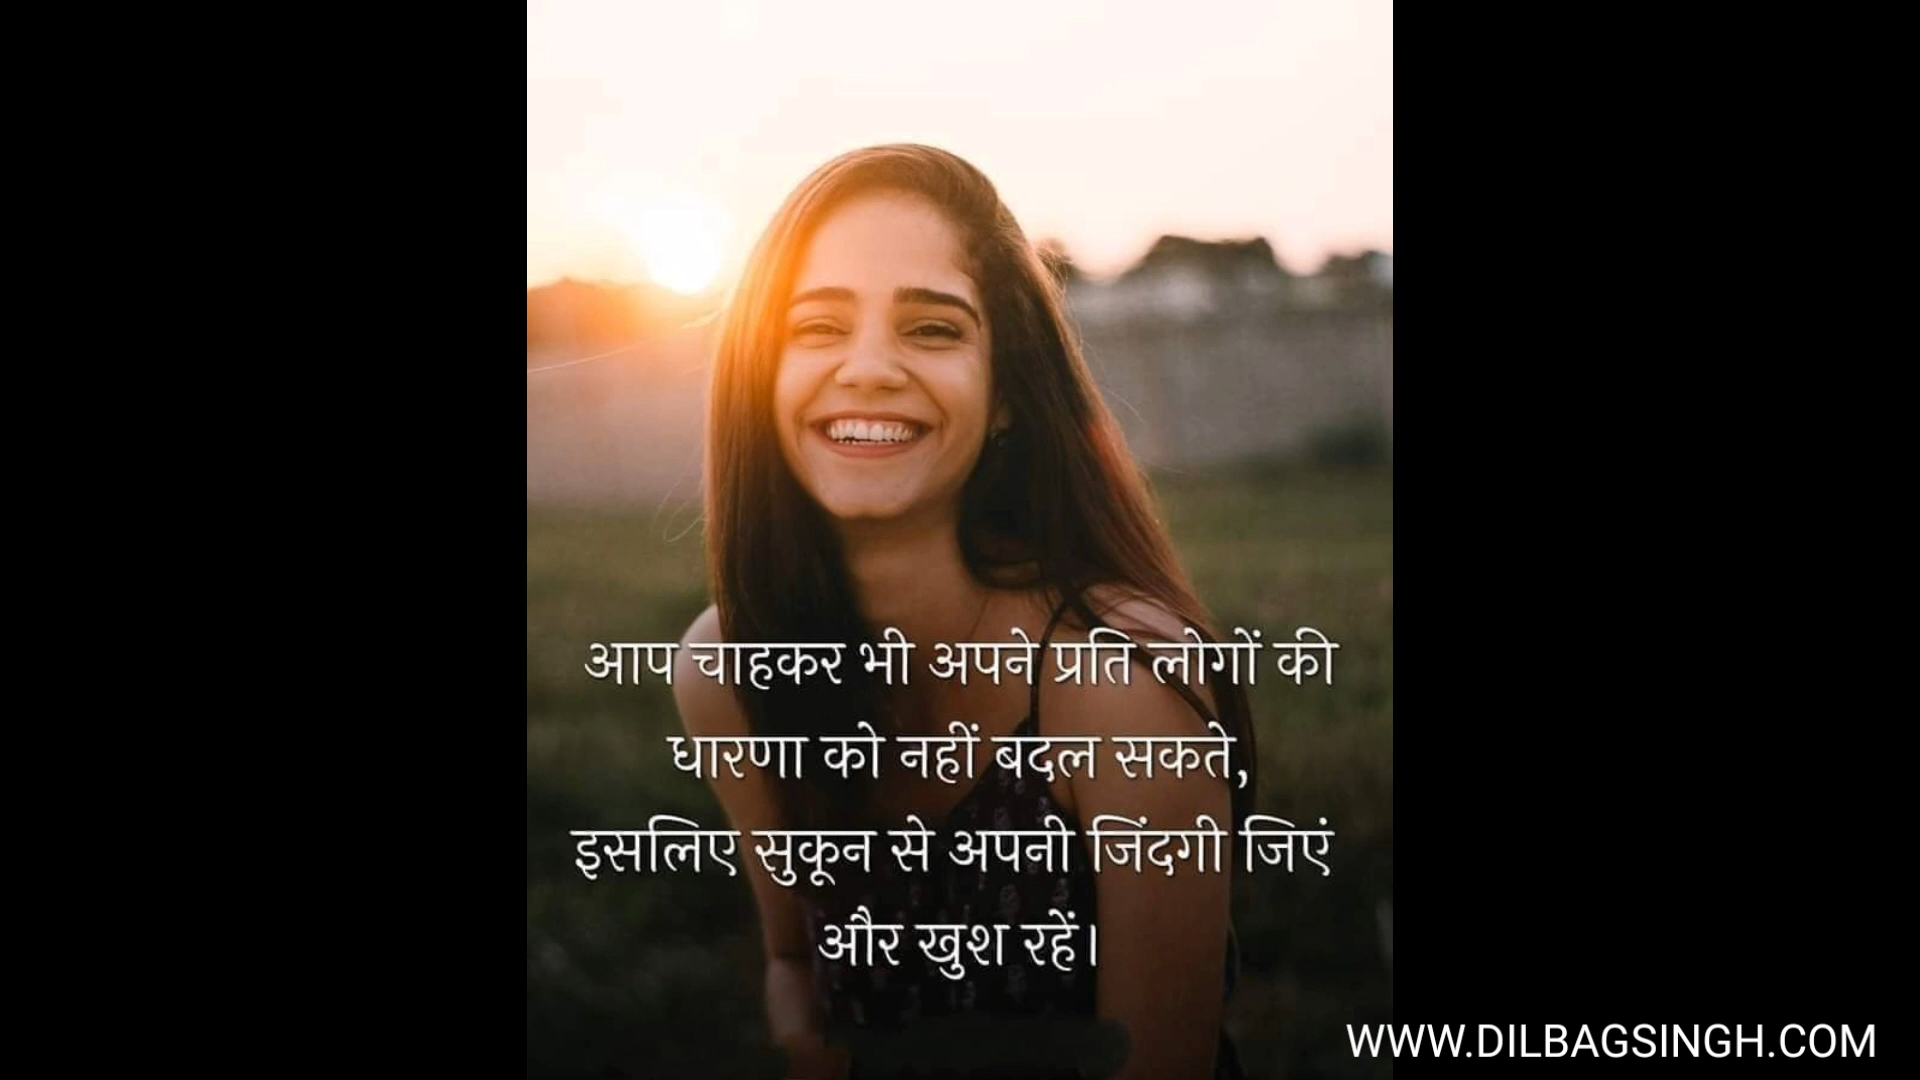 आप चाहकर भी अपने प्रति लोगों की
धारणा को नहीं बदल सकते,
इसलिए सुकून से अपनी जिंदगी जिएं
और खुश रहें।
WWW.DILBAGSINGH.COM